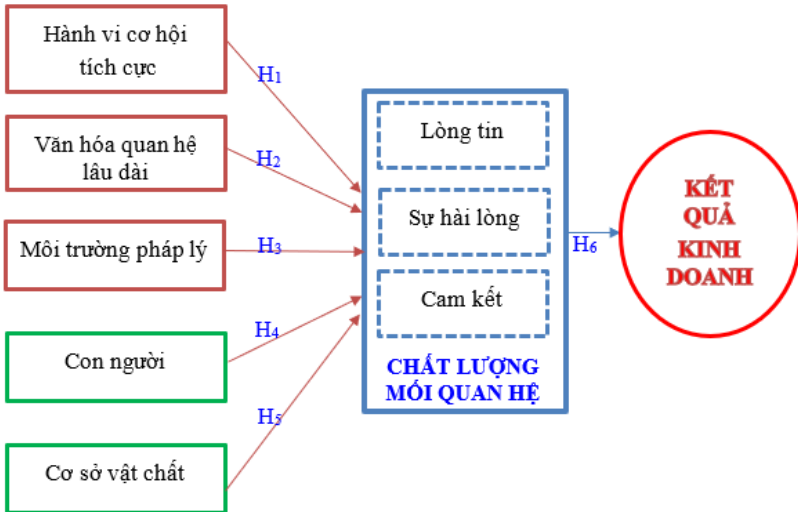 Hành vi cơ hội
tích cực
H1
Văn hóa quan hệ
lâu dài
H2
Môi trường pháp lý
H3
Con người
H4
Cơ sở vật chất
H5
Lòng tin
Sự hài lòng
Cam kết
CHẤT LƯỢNG
MỐI QUAN HỆ
H6
KẾT
QUẢ
KINH
DOANH